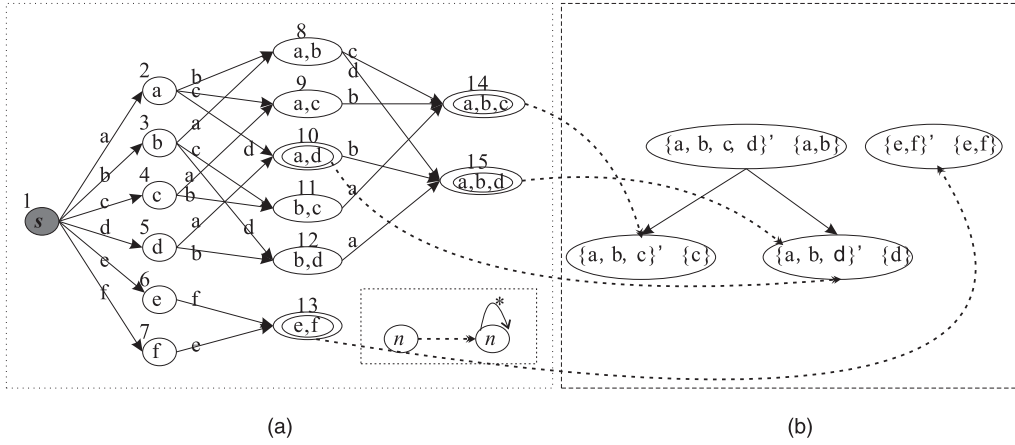 1
s
a
b
c
d
e
f
2
a
3
b
4
c
5
d
6
e
7
f
b
c
d
a
c
d
a
b
a
b
f
e
8
a,b
9
a,c
10
a,d
11
b,c
12
b,d
13
e,f
c
d
b
b
a
a
14
a,b,c
15
a,b,d
n
*
n
{a, b, c, d}' {a,b}
{e,f}' {e,f}
{a, b, c}' {c}
{a, b, d}' {d}
(a)
(b)